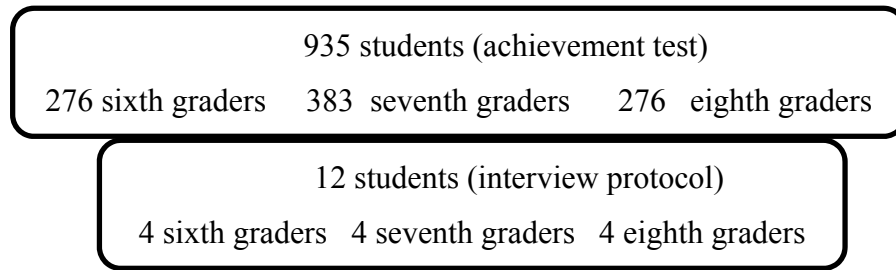 935 students (achievement test)
276 sixth graders 383 seventh graders 276 eighth graders
12 students (interview protocol)
4 sixth graders 4 seventh graders 4 eighth graders